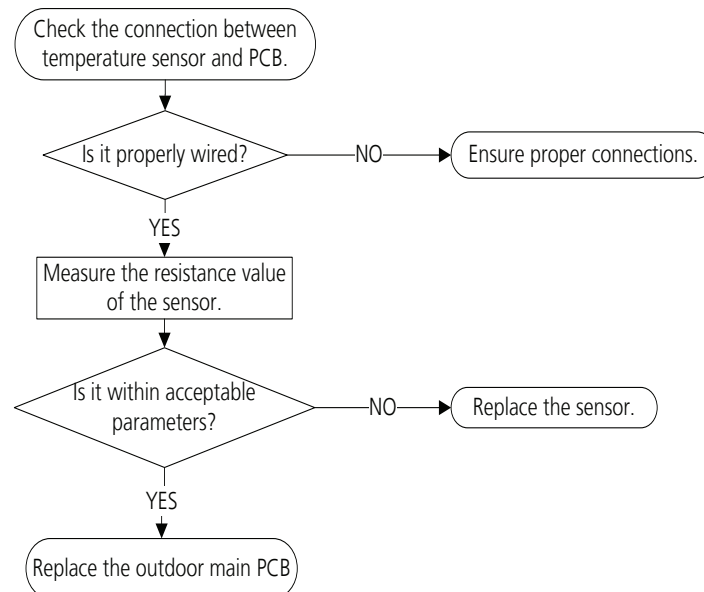 Check the connection between
temperature sensor and PCB.
Is it properly wired?
NO
Ensure proper connections.
YES
Measure the resistance value
of the sensor.
Is it within acceptable
parameters?
NO
Replace the sensor.
YES
Replace the outdoor main PCB